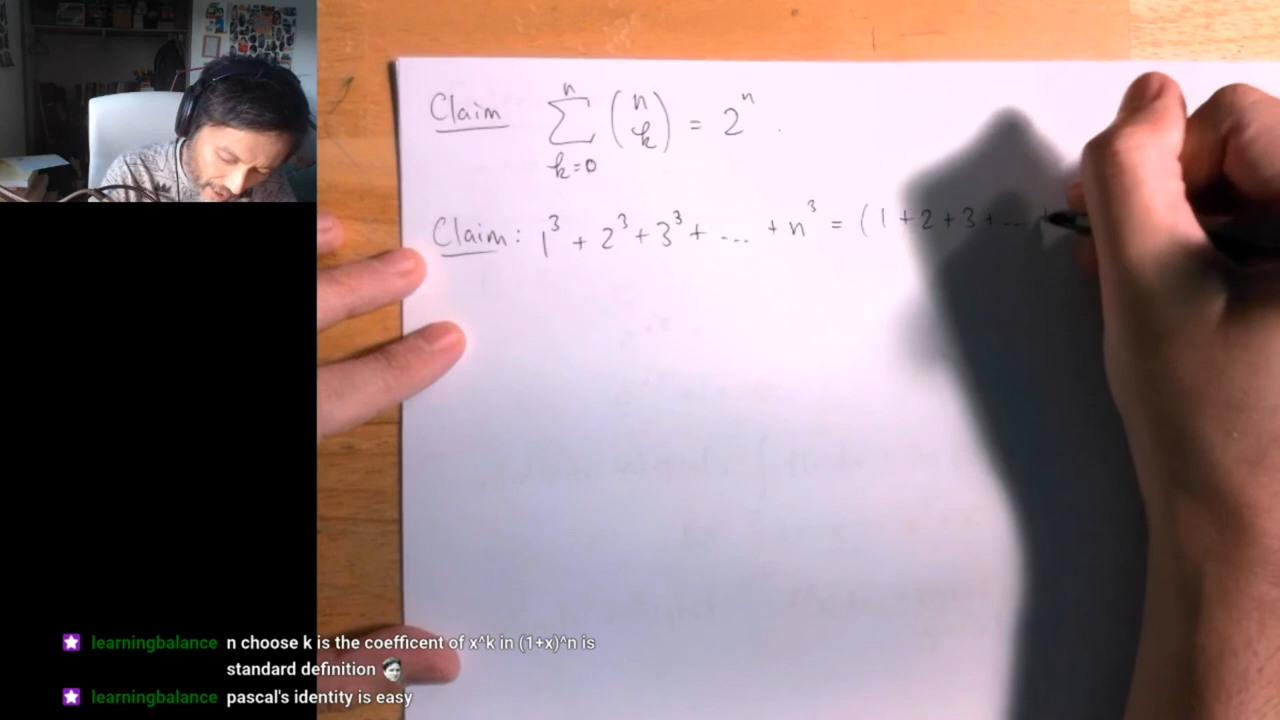 Claim ∑_{k=0}^{n} (n k) = 2^n .
Claim: 1^3 + 2^3 + 3^3 + ... + n^3 = (1 + 2 + 3 + ... +
learningbalance n choose k is the coefficent of x^k in (1+x)^n is
standard definition
learningbalance pascal's identity is easy